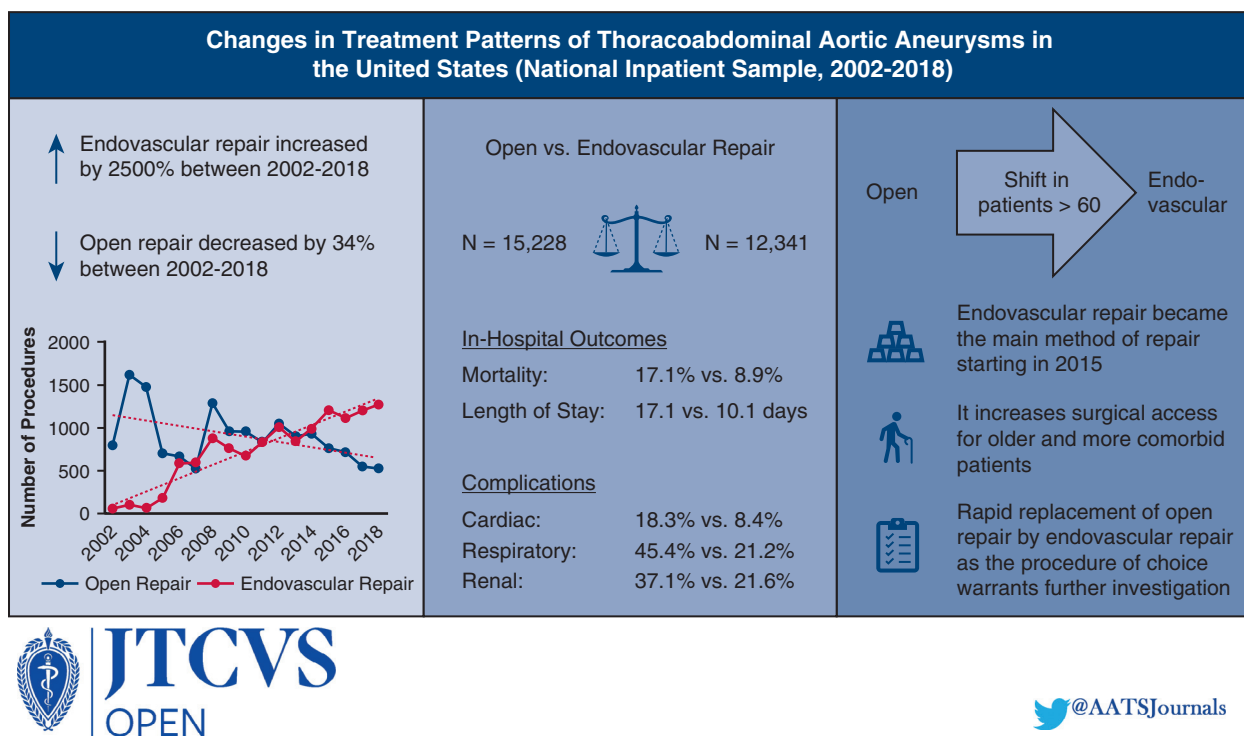 Changes in Treatment Patterns of Thoracoabdominal Aortic Aneurysms in
the United States (National Inpatient Sample, 2002-2018)
Endovascular repair increased
by 2500% between 2002-2018
Open repair decreased by 34%
between 2002-2018
Number of Procedures
2000
1500
1000
500
0
2002
2004
2006
2008
2010
2012
2014
2016
2018
Open Repair
Endovascular Repair
Open vs. Endovascular Repair
N = 15,228
N = 12,341
In-Hospital Outcomes
Mortality: 17.1% vs. 8.9%
Length of Stay: 17.1 vs. 10.1 days
Complications
Cardiac: 18.3% vs. 8.4%
Respiratory: 45.4% vs. 21.2%
Renal: 37.1% vs. 21.6%
Open
Shift in
patients > 60
Endo-
vascular
Endovascular repair became
the main method of repair
starting in 2015
It increases surgical access
for older and more comorbid
patients
Rapid replacement of open
repair by endovascular repair
as the procedure of choice
warrants further investigation
JTCVS
OPEN
@AATSJournals